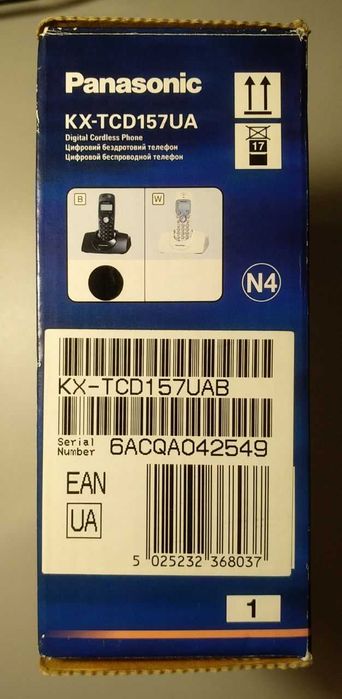 Panasonic
KX-TCD157UA
Digital Cordless Phone
Цифровий бездротовий телефон
Цифровой беспроводной телефон
17
B
W
N4
KX-TCD157UAB
Serial
Number 6ACQA042549
EAN
UA
5 025232 368037
1